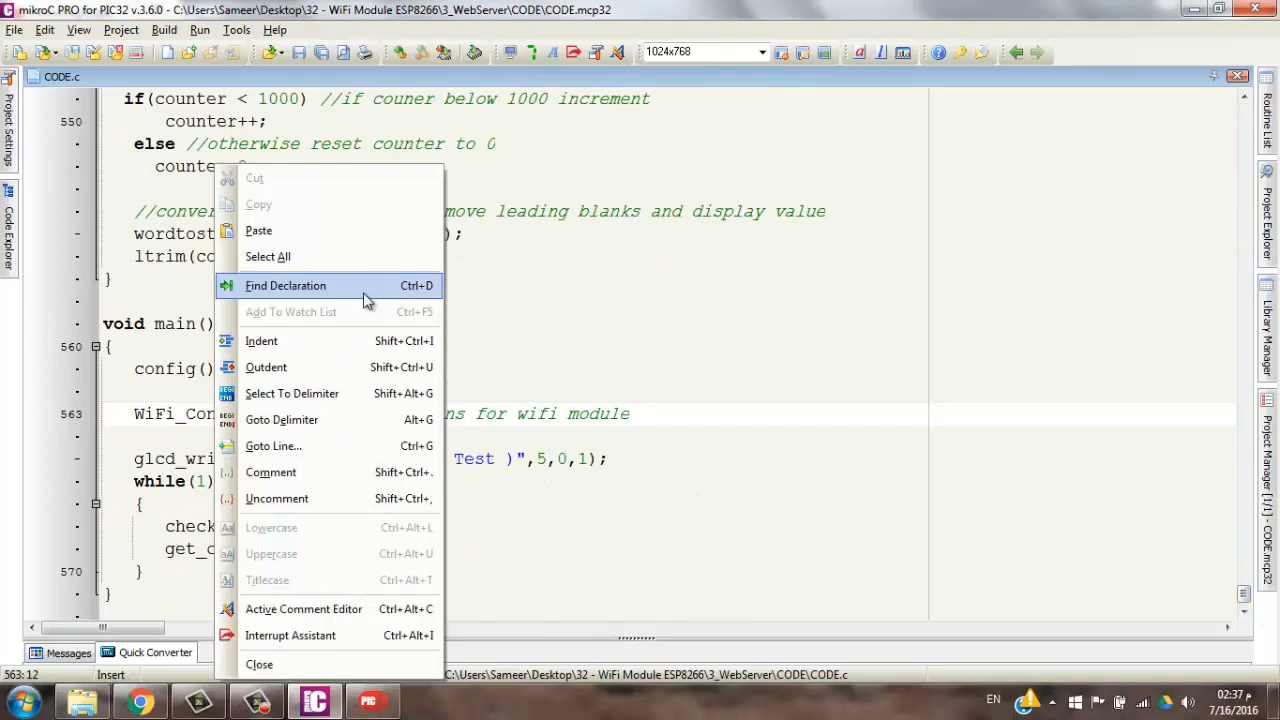 mikroC PRO for PIC32 v.3.6.0 - C:\Users\Sameer\Desktop\32 - WiFi Module ESP8266\3_WebServer\CODE\CODE.mcp32
File Edit View Project Build Run Tools Help
1024x768
CODE.c
if(counter < 1000) //if couner below 1000 increment
550 counter++;
else //otherwise reset counter to 0
counter
//conver move leading blanks and display value
wordtost );
ltrim(co
}
void main()
560 {
config()
563 WiFi_Con ns for wifi module
glcd_wri Test )",5,0,1);
while(1)
{
check
get_c
570 }
}
Cut
Copy
Paste
Select All
Find Declaration Ctrl+D
Add To Watch List Ctrl+F5
Indent Shift+Ctrl+I
Outdent Shift+Ctrl+U
Select To Delimiter Shift+Alt+G
Goto Delimiter Alt+G
Goto Line... Ctrl+G
Comment Shift+Ctrl+.
Uncomment Shift+Ctrl+,
Lowercase Ctrl+Alt+L
Uppercase Ctrl+Alt+U
Titlecase Ctrl+Alt+T
Active Comment Editor Ctrl+Alt+C
Interrupt Assistant Ctrl+Alt+I
Close
Project Settings
Code Explorer
Routine List
Project Explorer
Library Manager
Project Manager [1/1] - CODE.mcp32
Messages Quick Converter
563:12 Insert C:\Users\Sameer\Desktop\32 - WiFi Module ESP8266\3_WebServer\CODE\CODE.c
PIC
EN
02:37 م
7/16/2016